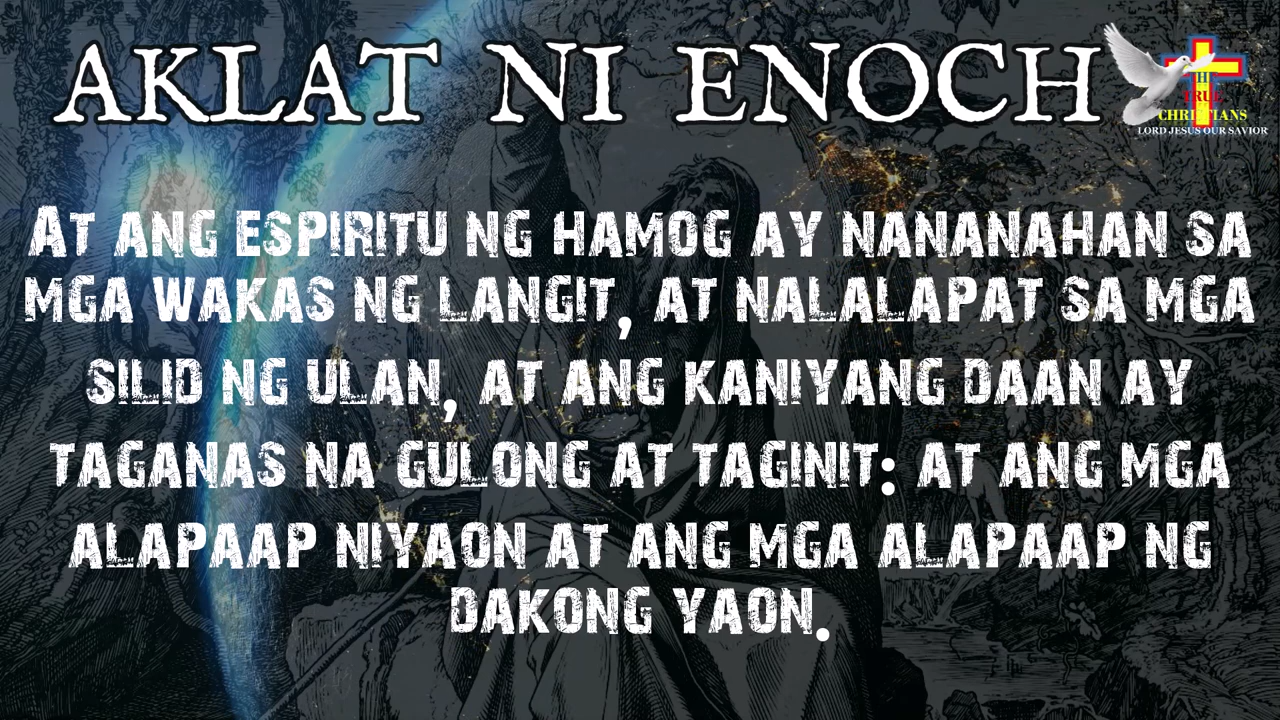 AKLAT NI ENOCH
TRUE
CHRISTIANS
LORD JESUS OUR SAVIOR
At ang espiritu ng hamog ay nananahan sa
mga wakas ng langit, at nalalapat sa mga
silid ng ulan, at ang kaniyang daan ay
taganas na gulong at taginit: at ang mga
alapaap niyaon at ang mga alapaap ng
dakong yaon.